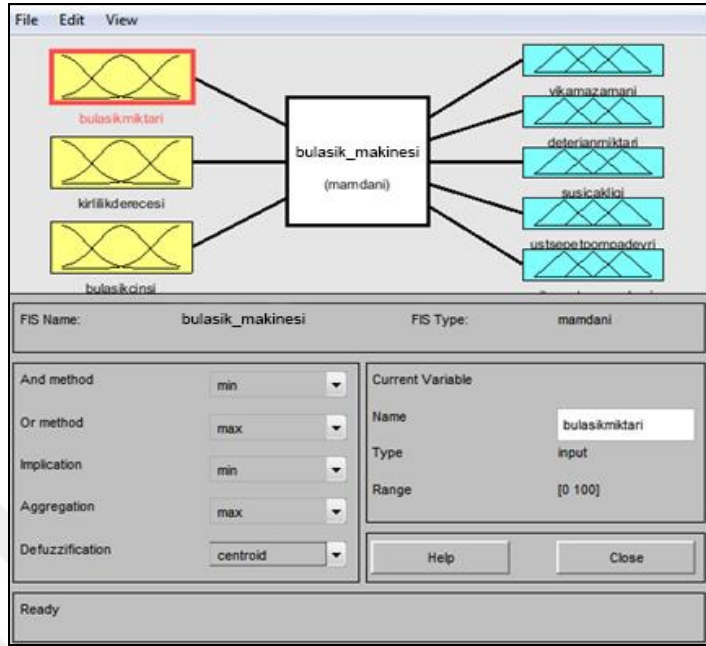 File Edit View
bulasikmiktari
kirlilikderecesi
bulasikcinsi
bulasik_makinesi
(mamdani)
yikamazamani
deterjanmiktari
susicakligi
ustsepetpompadevri
FIS Name: bulasik_makinesi FIS Type: mamdani
And method min
Or method max
Implication min
Aggregation max
Defuzzification centroid
Current Variable
Name bulasikmiktari
Type input
Range [0 100]
Help Close
Ready